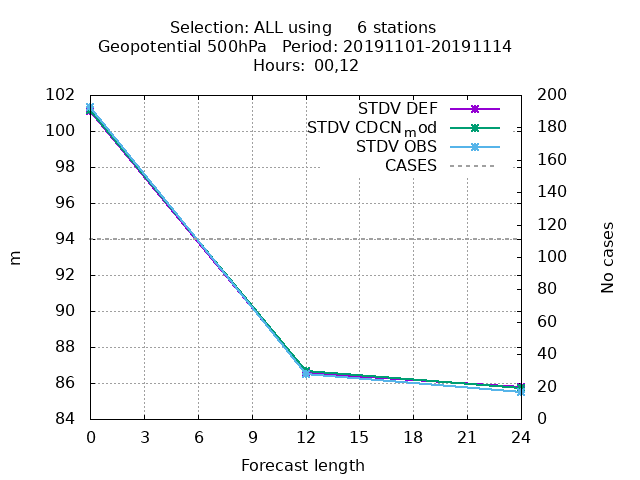 Selection: ALL using     6 stations
Geopotential 500hPa   Period: 20191101-20191114
Hours:  00,12
STDV DEF
STDV CDCNmod
STDV OBS
CASES
102
100
98
96
94
92
90
88
86
84
m
200
180
160
140
120
100
80
60
40
20
0
No cases
0 3 6 9 12 15 18 21 24
Forecast length